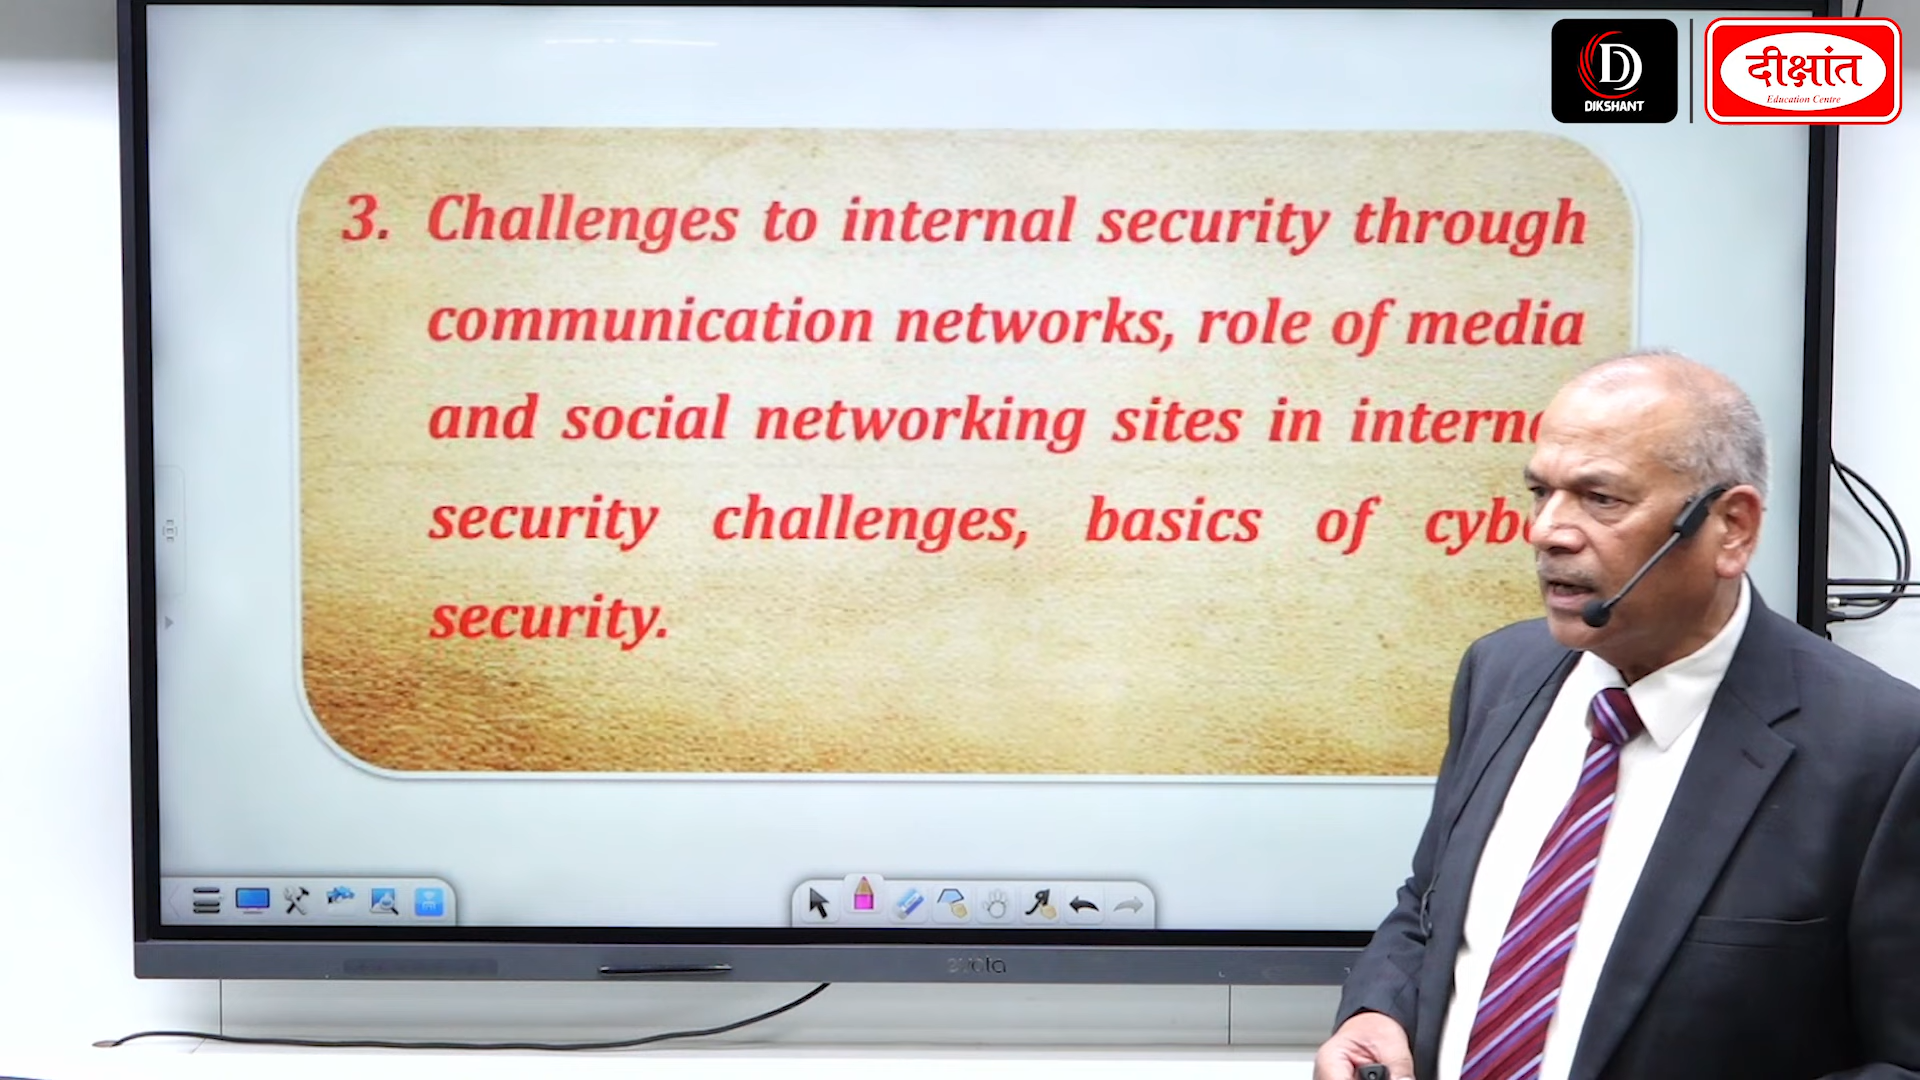 DIKSHANT
दीक्षांत
Education Centre
3. Challenges to internal security through
communication networks, role of media
and social networking sites in
security challenges, basics of
security.